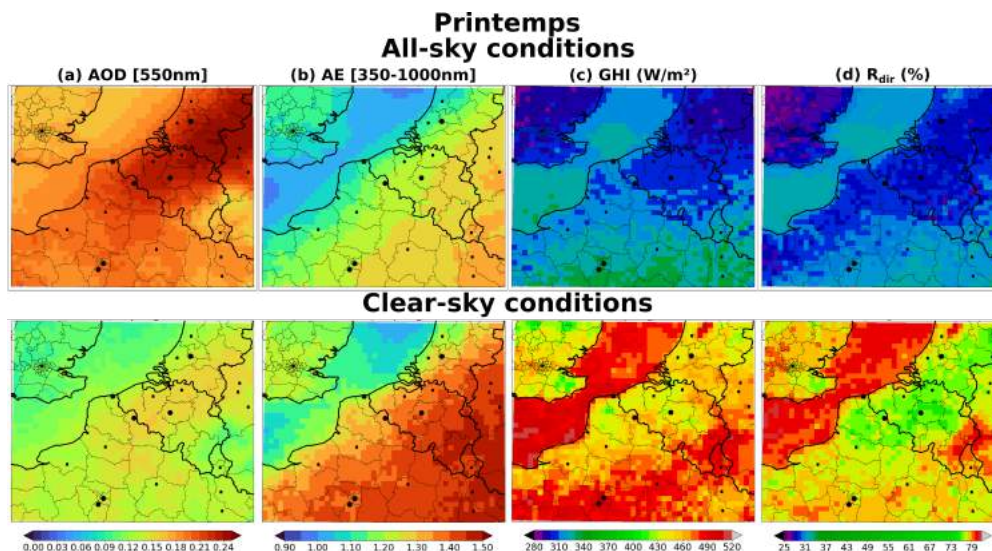 Printemps
All-sky conditions
(a) AOD [550nm] (b) AE [350-1000nm] (c) GHI (W/m²) (d) R_dir (%)
Clear-sky conditions
0.00 0.03 0.06 0.09 0.12 0.15 0.18 0.21 0.24 0.90 1.00 1.10 1.20 1.30 1.40 1.50 280 310 340 370 400 430 460 490 520 25 31 37 43 49 55 61 67 73 79